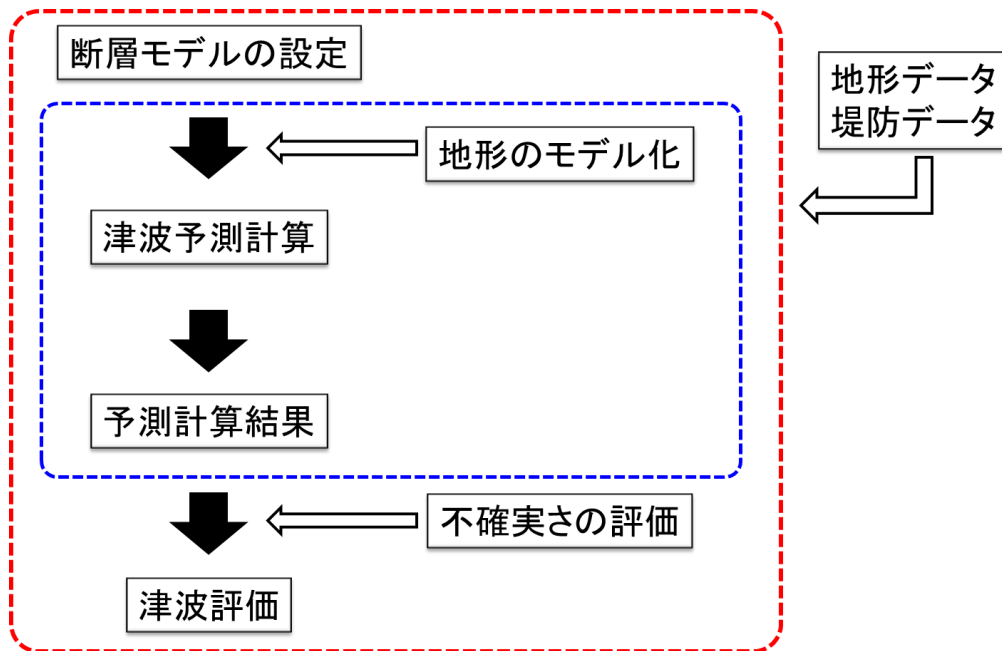 断層モデルの設定
地形データ
堤防データ
地形のモデル化
津波予測計算
予測計算結果
不確実さの評価
津波評価